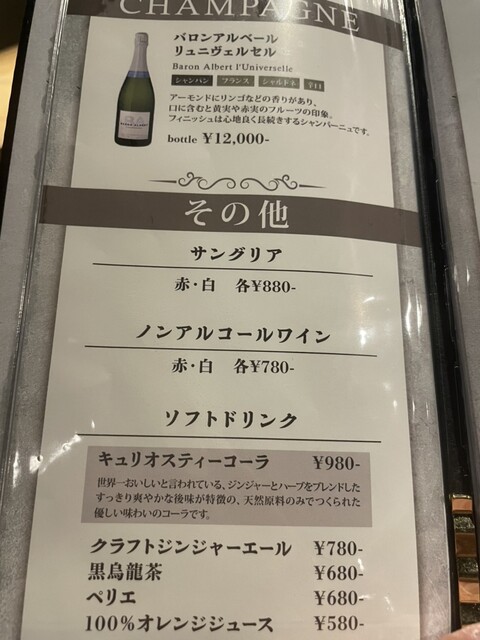 CHAMPAGNE
バロンアルベール
リュニヴェルセル
Baron Albert l'Universelle
シャンパン フランス シャルドネ 辛口
アーモンドにリンゴなどの香りがあり、
口に含むと黄実や赤実のフルーツの印象。
フィニッシュは心地良く長続きするシャンパーニュです。
bottle ¥12,000-
その他
サングリア
赤・白 各¥880-
ノンアルコールワイン
赤・白 各¥780-
ソフトドリンク
キュリオスティーコーラ ¥980-
世界一おいしいと言われている、ジンジャーとハーブをブレンドした
すっきり爽やかな後味が特徴の、天然原料のみでつくられた
優しい味わいのコーラです。
クラフトジンジャーエール ¥780-
黒烏龍茶 ¥680-
ペリエ ¥680-
100%オレンジジュース ¥580-